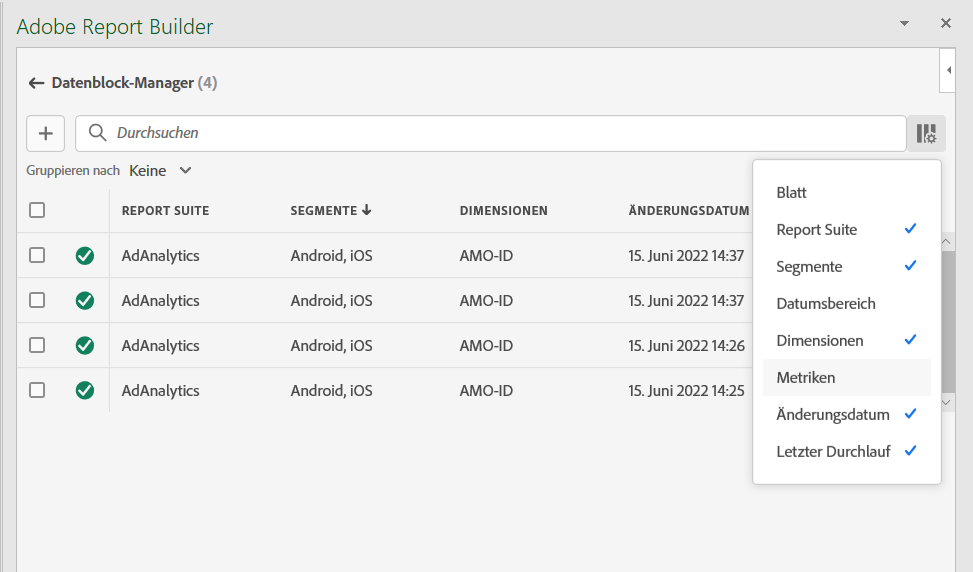 Adobe Report Builder
Datenblock-Manager (4)
Durchsuchen
Gruppieren nach Keine
REPORT SUITE SEGMENTE DIMENSIONEN ÄNDERUNGSDATUM
AdAnalytics Android, iOS AMO-ID 15. Juni 2022 14:37
AdAnalytics Android, iOS AMO-ID 15. Juni 2022 14:37
AdAnalytics Android, iOS AMO-ID 15. Juni 2022 14:26
AdAnalytics Android, iOS AMO-ID 15. Juni 2022 14:25
Blatt
Report Suite
Segmente
Datumsbereich
Dimensionen
Metriken
Änderungsdatum
Letzter Durchlauf